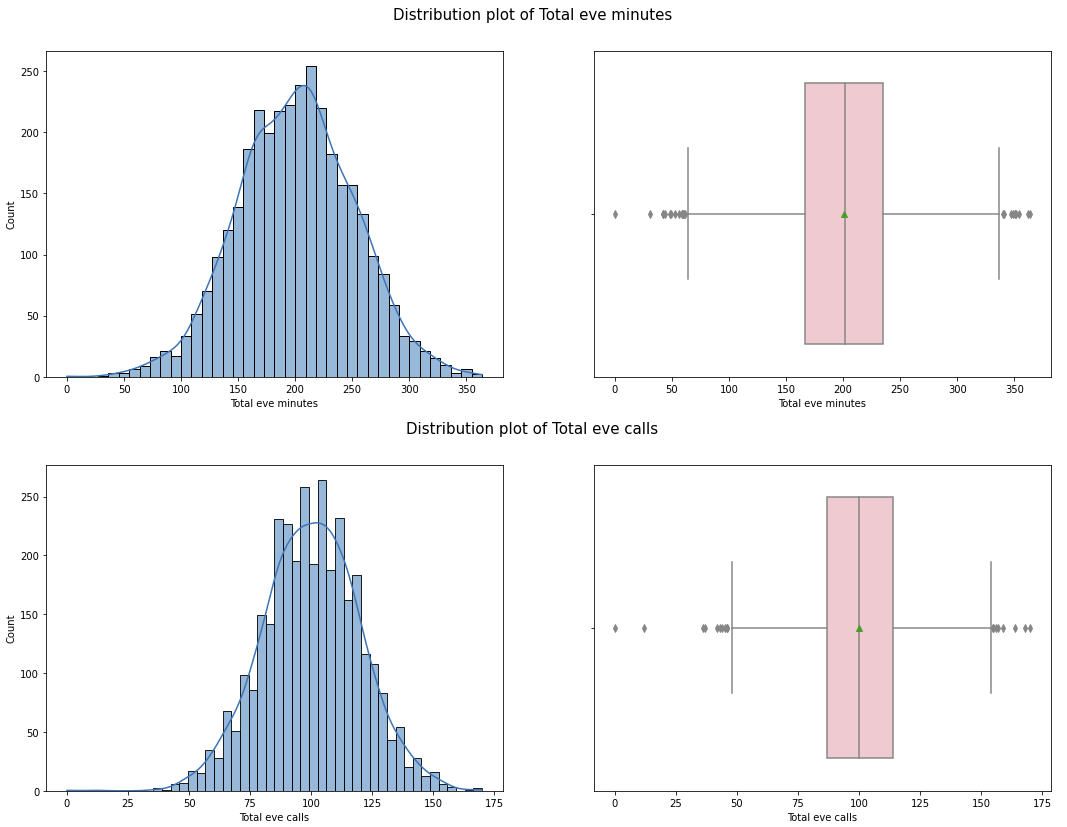 Distribution plot of Total eve minutes
250
200
150
100
50
0
Count
0 50 100 150 200 250 300 350
Total eve minutes
0 50 100 150 200 250 300 350
Total eve minutes
Distribution plot of Total eve calls
250
200
150
100
50
0
Count
0 25 50 75 100 125 150 175
Total eve calls
0 25 50 75 100 125 150 175
Total eve calls